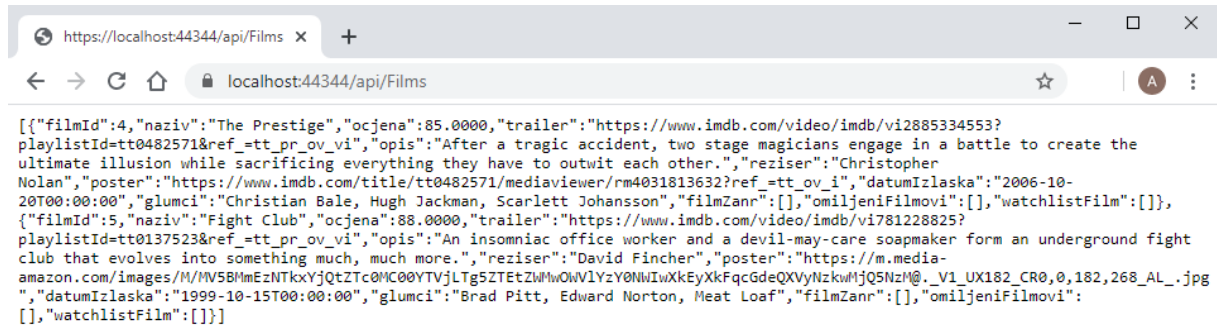 https://localhost:44344/api/Films
localhost:44344/api/Films
A
[{"filmId":4,"naziv":"The Prestige","ocjena":85.0000,"trailer":"https://www.imdb.com/video/imdb/vi2885334553?
playlistId=tt0482571&ref_=tt_pr_ov_vi","opis":"After a tragic accident, two stage magicians engage in a battle to create the
ultimate illusion while sacrificing everything they have to outwit each other.","reziser":"Christopher
Nolan","poster":"https://www.imdb.com/title/tt0482571/mediaviewer/rm4031813632?ref_=tt_ov_i","datumIzlaska":"2006-10-
20T00:00:00","glumci":"Christian Bale, Hugh Jackman, Scarlett Johansson","filmZanr":[],"omiljeniFilmovi":[],"watchlistFilm":[]},
{"filmId":5,"naziv":"Fight Club","ocjena":88.0000,"trailer":"https://www.imdb.com/video/imdb/vi781228825?
playlistId=tt0137523&ref_=tt_pr_ov_vi","opis":"An insomniac office worker and a devil-may-care soapmaker form an underground fight
club that evolves into something much, much more.","reziser":"David Fincher","poster":"https://m.media-
amazon.com/images/M/MV5BMmEzNTkxYjQtZTc0MC00YTVjLTg5ZTEtZWMwOWVlYzY0NWIwXkEyXkFqcGdeQXVyNzkwMjQ5NzM@._V1_UX182_CR0,0,182,268_AL_.jpg
","datumIzlaska":"1999-10-15T00:00:00","glumci":"Brad Pitt, Edward Norton, Meat Loaf","filmZanr":[],"omiljeniFilmovi":
[],"watchlistFilm":[]}]